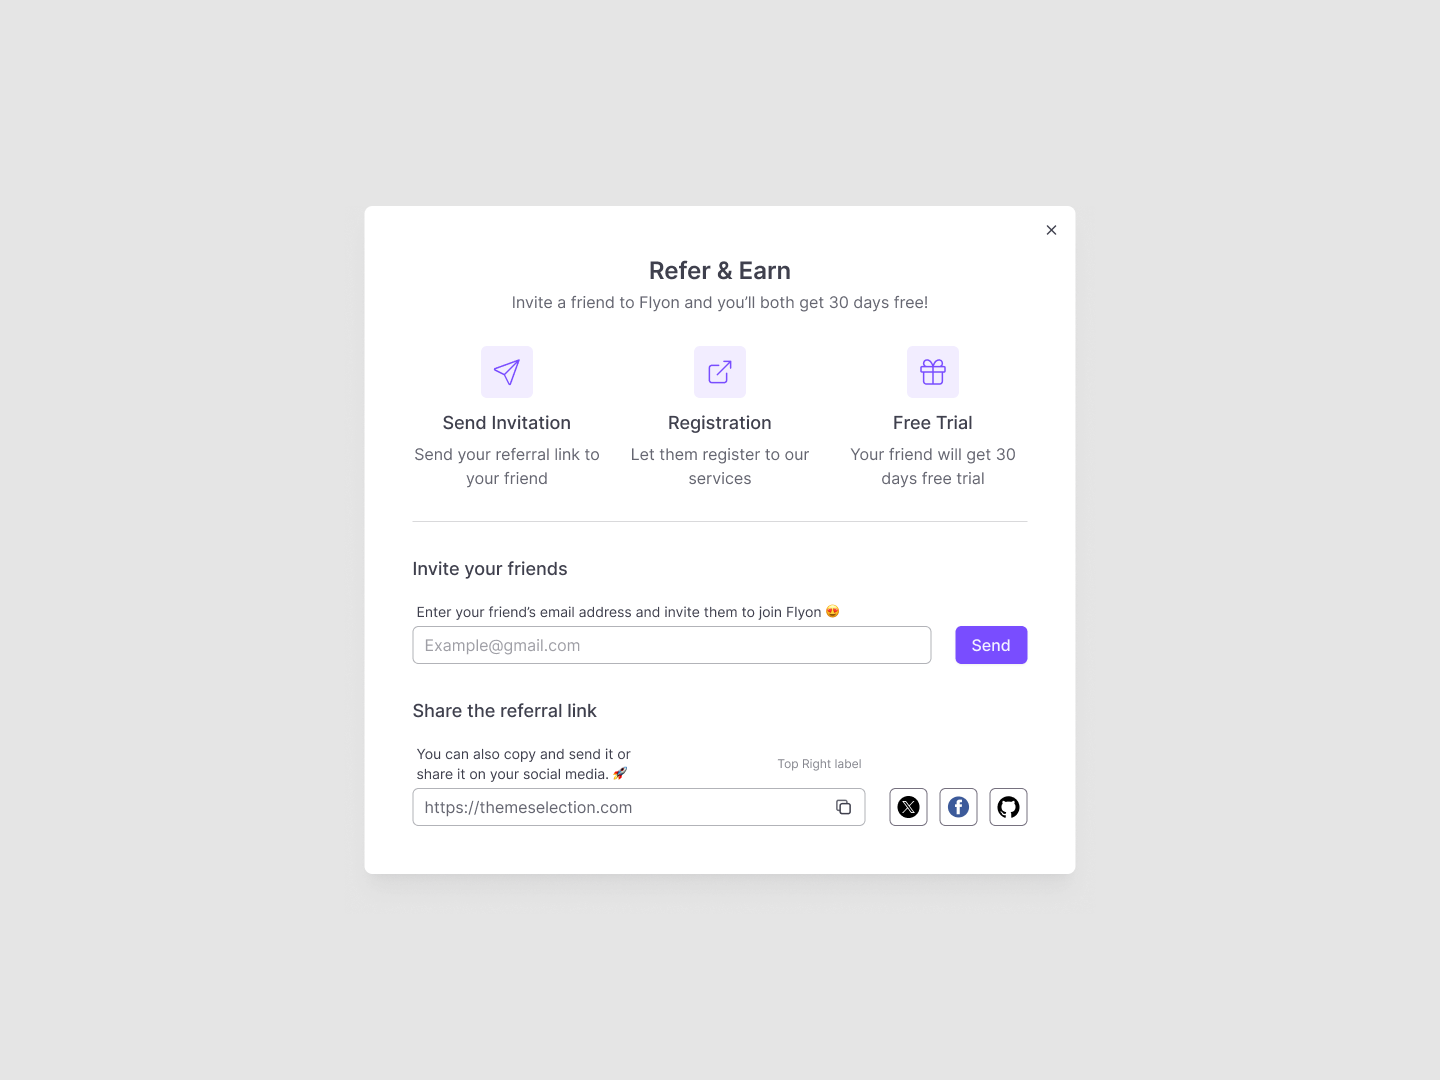 Refer & Earn
Invite a friend to Flyon and you’ll both get 30 days free!
Send Invitation
Send your referral link to
your friend
Registration
Let them register to our
services
Free Trial
Your friend will get 30
days free trial
Invite your friends
Enter your friend’s email address and invite them to join Flyon 😍
Example@gmail.com
Send
Share the referral link
You can also copy and send it or
share it on your social media. 🚀
Top Right label
https://themeselection.com